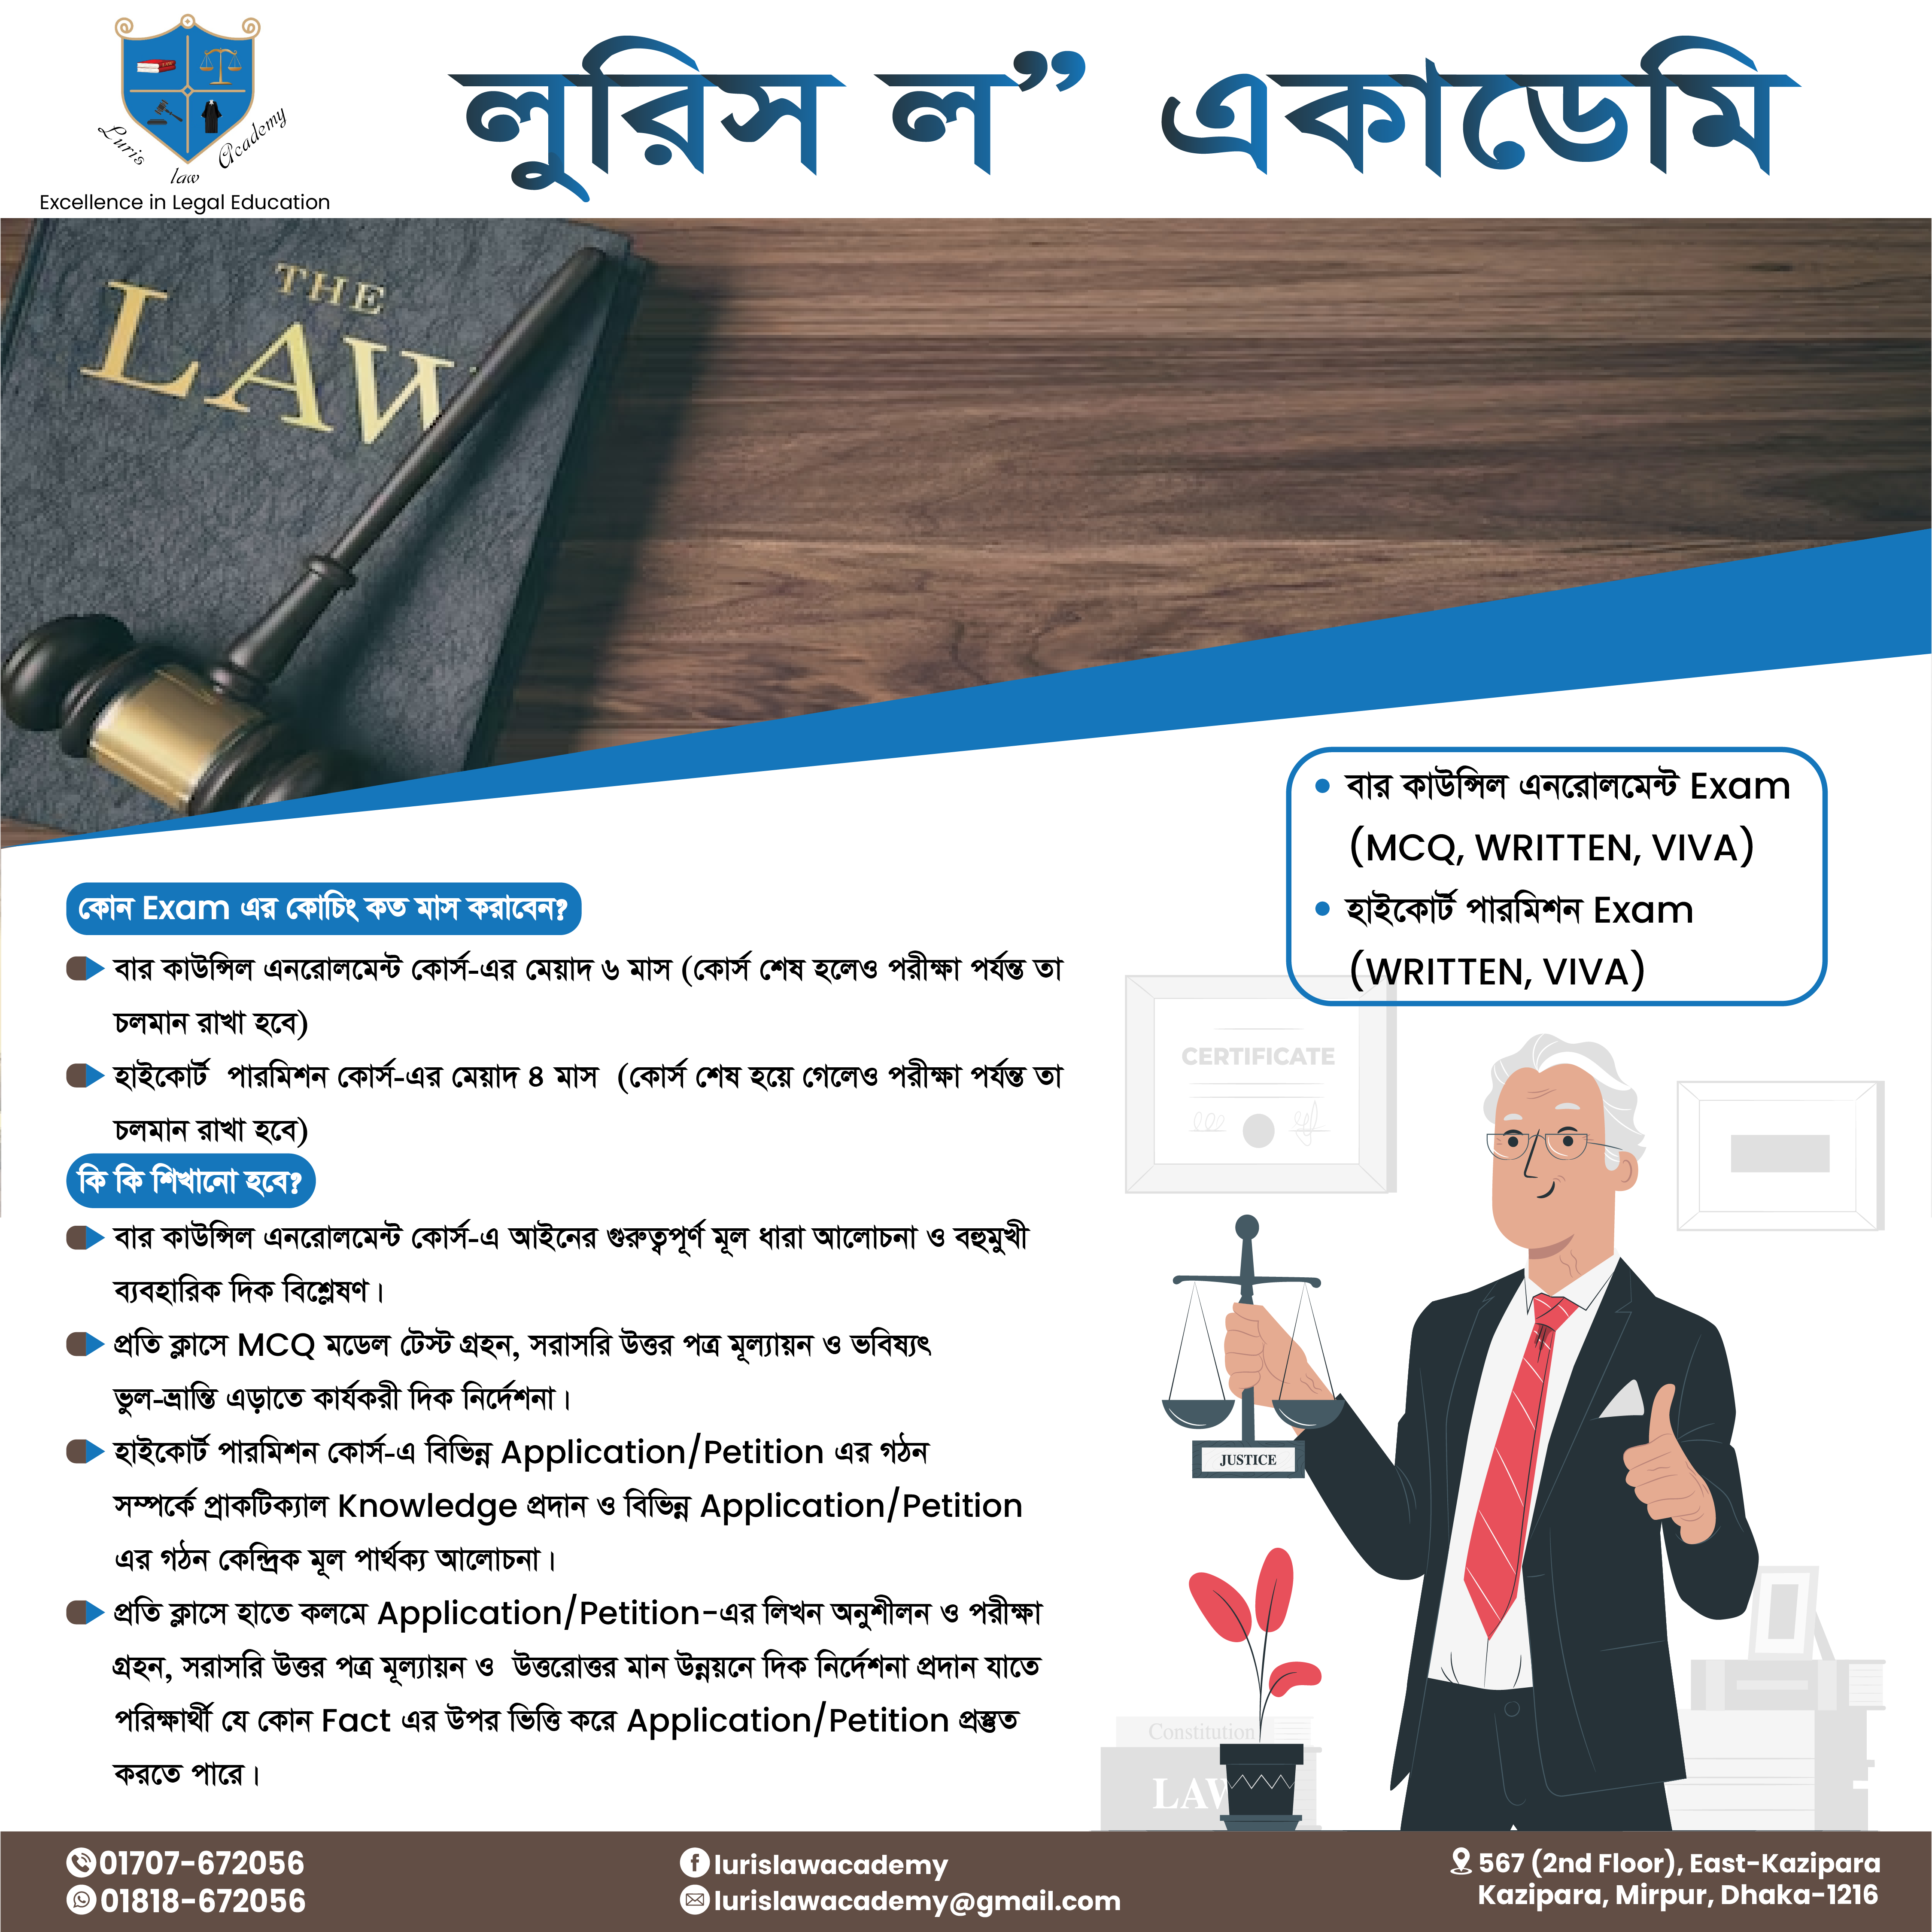 Luris law Academy
Excellence in Legal Education
লুরিস ল” একাডেমি
THE
LAW
• বার কাউন্সিল এনরোলমেন্ট Exam
(MCQ, WRITTEN, VIVA)
• হাইকোর্ট পারমিশন Exam
(WRITTEN, VIVA)
কোন Exam এর কোচিং কত মাস করাবেন?
বার কাউন্সিল এনরোলমেন্ট কোর্স-এর মেয়াদ ৬ মাস (কোর্স শেষ হলেও পরীক্ষা পর্যন্ত তা
চলমান রাখা হবে)
হাইকোর্ট পারমিশন কোর্স-এর মেয়াদ ৪ মাস (কোর্স শেষ হয়ে গেলেও পরীক্ষা পর্যন্ত তা
চলমান রাখা হবে)
কি কি শিখানো হবে?
বার কাউন্সিল এনরোলমেন্ট কোর্স-এ আইনের গুরুত্বপূর্ণ মূল ধারা আলোচনা ও বহুমুখী
ব্যবহারিক দিক বিশ্লেষণ।
প্রতি ক্লাসে MCQ মডেল টেস্ট গ্রহন, সরাসরি উত্তর পত্র মূল্যায়ন ও ভবিষ্যৎ
ভুল-ভ্রান্তি এড়াতে কার্যকরী দিক নির্দেশনা।
হাইকোর্ট পারমিশন কোর্স-এ বিভিন্ন Application/Petition এর গঠন
সম্পর্কে প্রাকটিক্যাল Knowledge প্রদান ও বিভিন্ন Application/Petition
এর গঠন কেন্দ্রিক মূল পার্থক্য আলোচনা।
প্রতি ক্লাসে হাতে কলমে Application/Petition-এর লিখন অনুশীলন ও পরীক্ষা
গ্রহন, সরাসরি উত্তর পত্র মূল্যায়ন ও উত্তরোত্তর মান উন্নয়নে দিক নির্দেশনা প্রদান যাতে
পরিক্ষার্থী যে কোন Fact এর উপর ভিত্তি করে Application/Petition প্রস্তুত
করতে পারে।
CERTIFICATE
JUSTICE
Constitution
LAW
01707-672056
01818-672056
lurislawacademy
lurislawacademy@gmail.com
567 (2nd Floor), East-Kazipara
Kazipara, Mirpur, Dhaka-1216